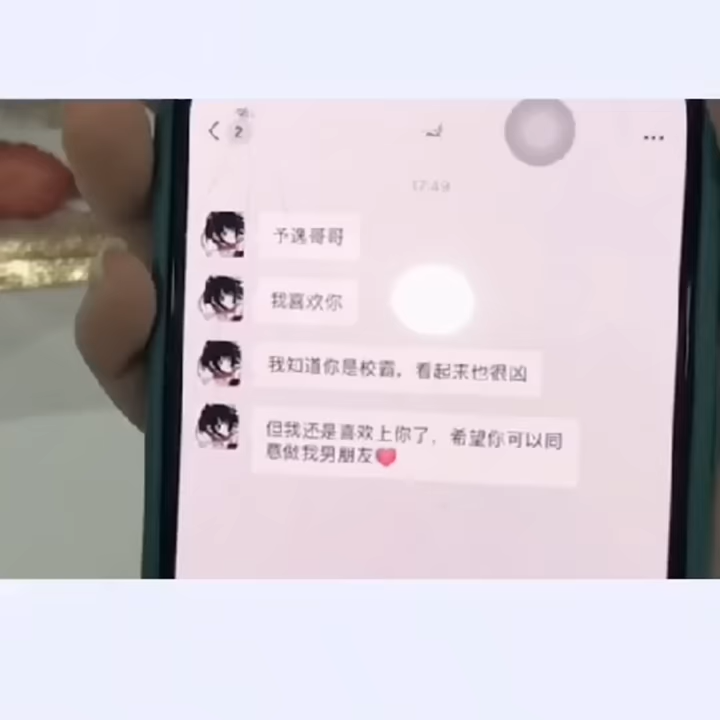 2
17:49
予逸哥哥
我喜欢你
我知道你是校霸，看起来也很凶
但我还是喜欢上你了，希望你可以同
意做我男朋友